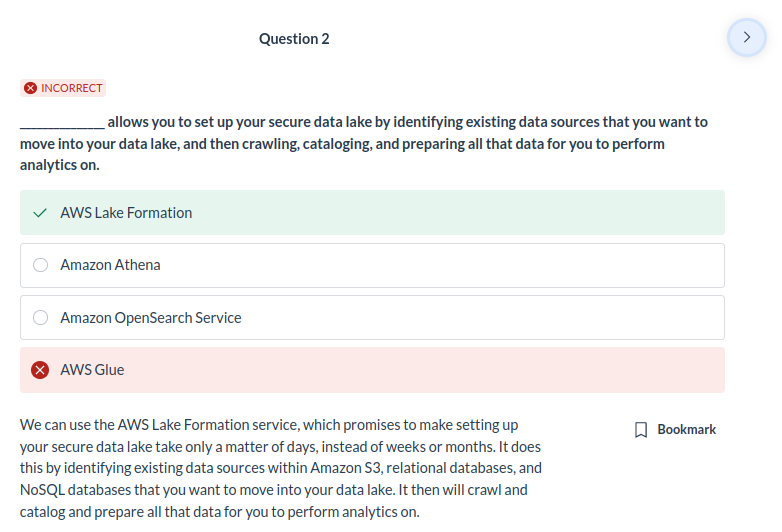 Question 2
INCORRECT
______________ allows you to set up your secure data lake by identifying existing data sources that you want to
move into your data lake, and then crawling, cataloging, and preparing all that data for you to perform
analytics on.
AWS Lake Formation
Amazon Athena
Amazon OpenSearch Service
AWS Glue
We can use the AWS Lake Formation service, which promises to make setting up
your secure data lake take only a matter of days, instead of weeks or months. It does
this by identifying existing data sources within Amazon S3, relational databases, and
NoSQL databases that you want to move into your data lake. It then will crawl and
catalog and prepare all that data for you to perform analytics on.
Bookmark